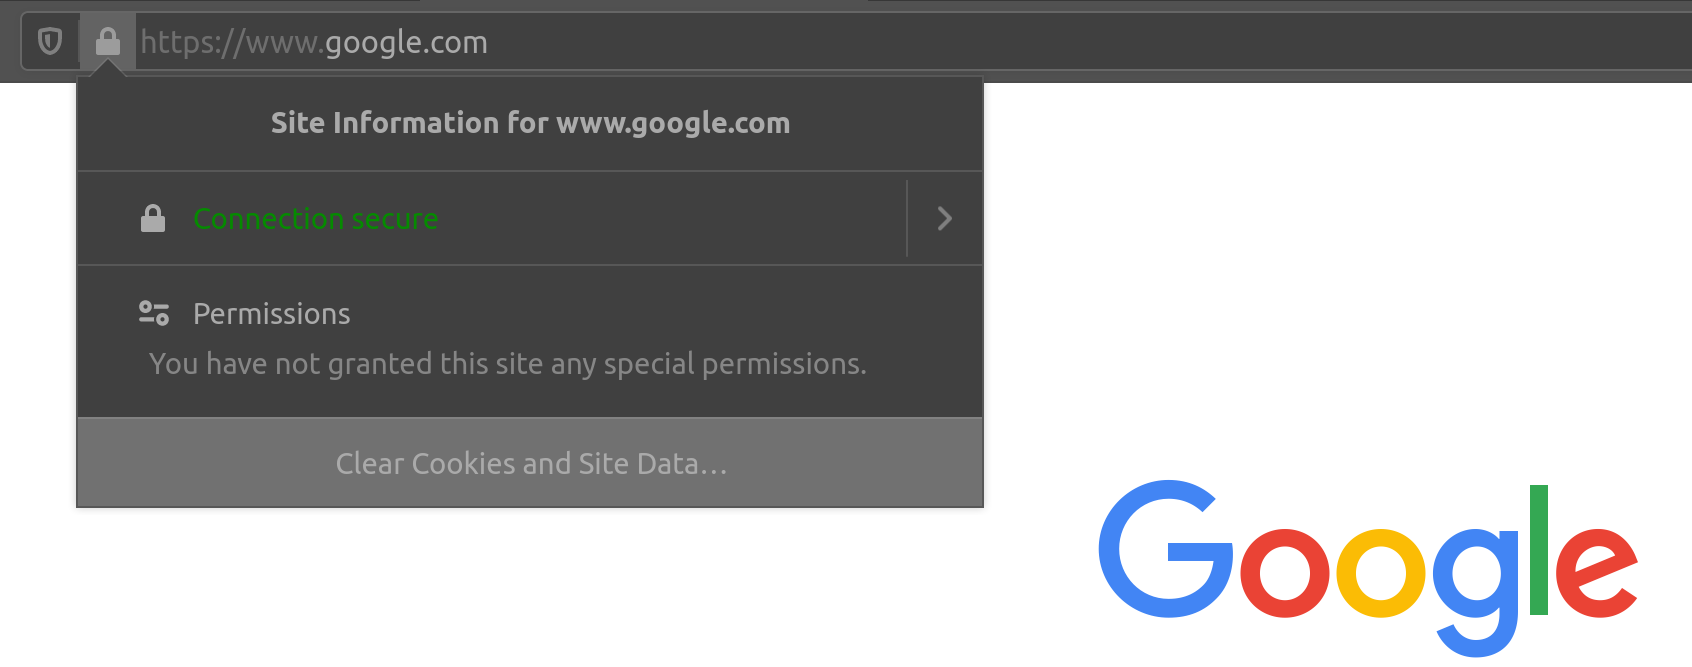 https://www.google.com
Site Information for www.google.com
Connection secure
Permissions
You have not granted this site any special permissions.
Clear Cookies and Site Data…
Google